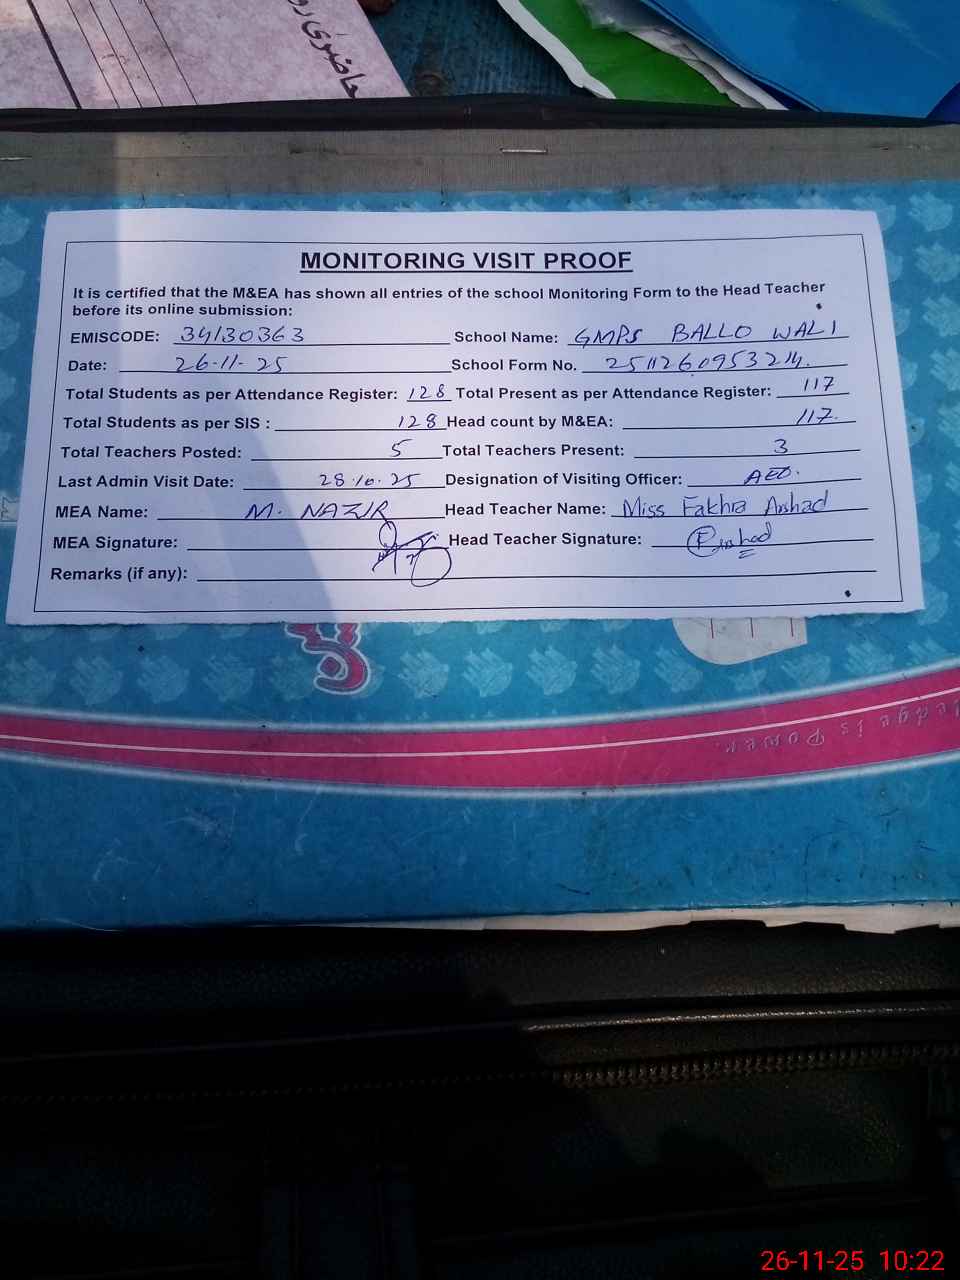 حاضری
MONITORING VISIT PROOF
It is certified that the M&EA has shown all entries of the school Monitoring Form to the Head Teacher
before its online submission:
EMISCODE: 34130363 School Name: GMPS BALLO WALI
Date: 26-11-25 School Form No. 2511260953214.
Total Students as per Attendance Register: 128 Total Present as per Attendance Register: 117
Total Students as per SIS : 128 Head count by M&EA: 117.
Total Teachers Posted: 5 Total Teachers Present: 3
Last Admin Visit Date: 28.10.25 Designation of Visiting Officer: AEO.
MEA Name: M. NAZIR Head Teacher Name: Miss Fakhra Arshad
MEA Signature: Head Teacher Signature:
Remarks (if any):
ledge is Power.
26-11-25 10:22